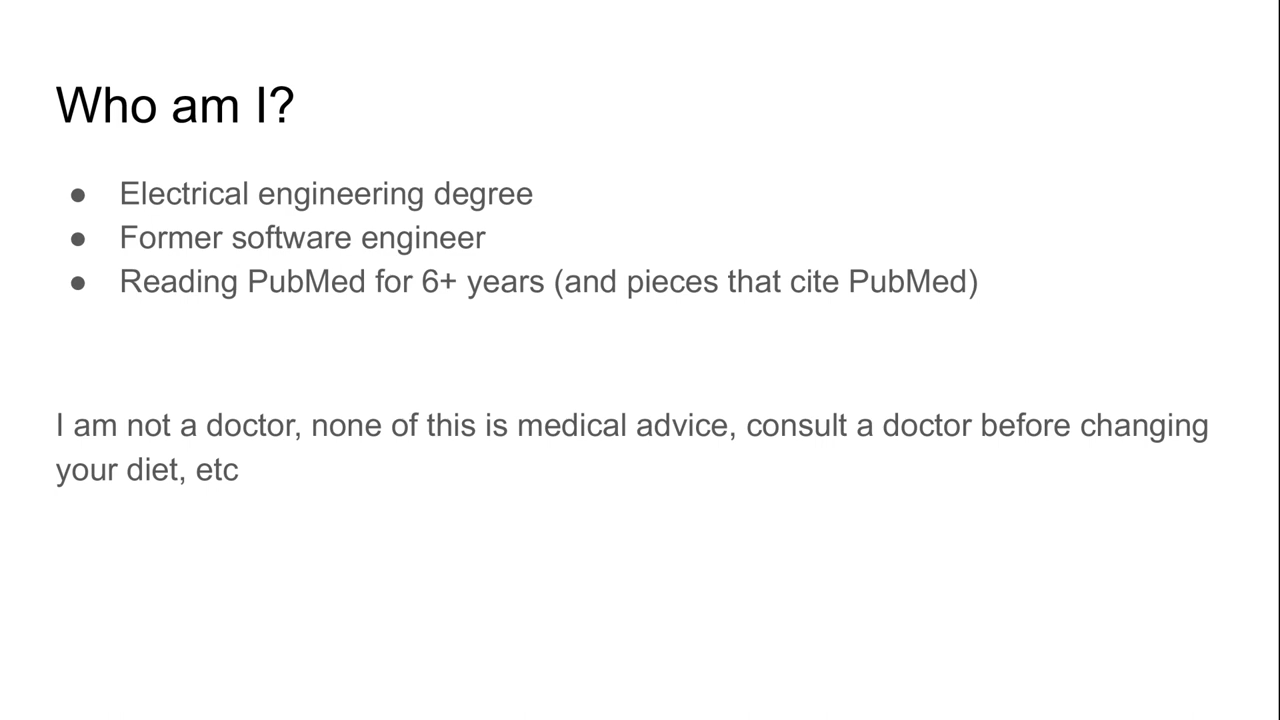 Who am I?
● Electrical engineering degree
● Former software engineer
● Reading PubMed for 6+ years (and pieces that cite PubMed)
I am not a doctor, none of this is medical advice, consult a doctor before changing
your diet, etc